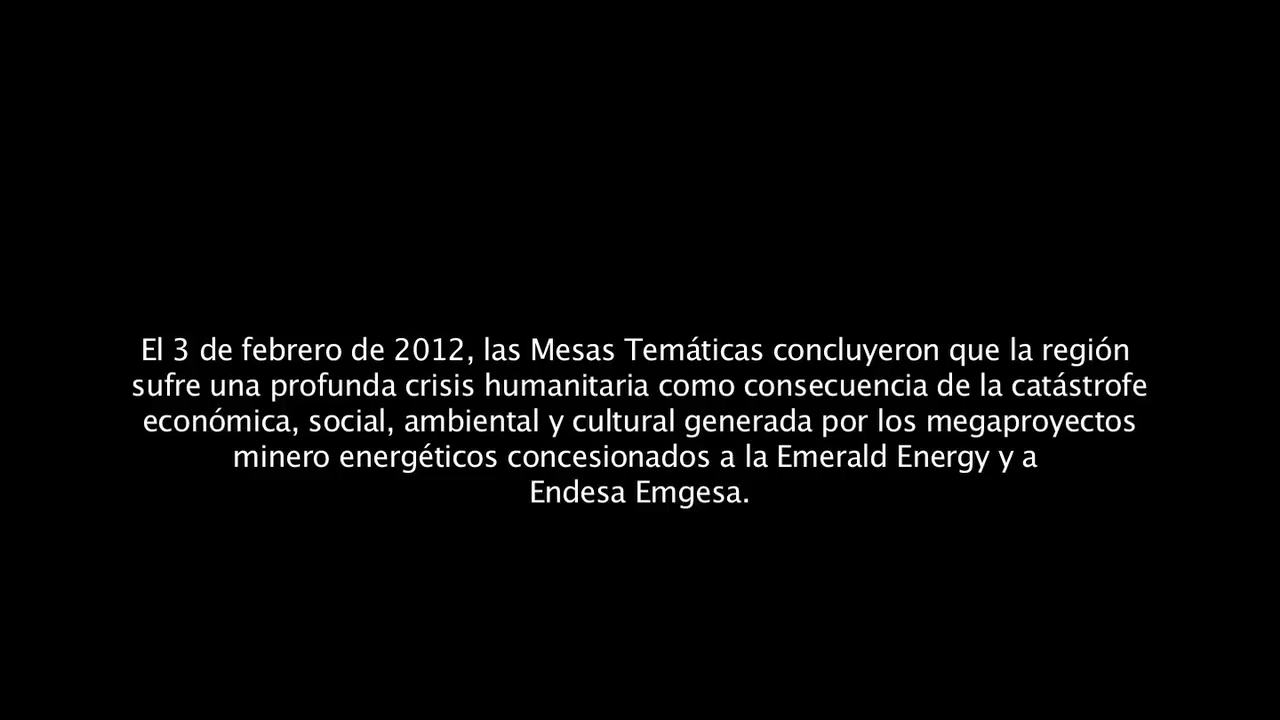 El 3 de febrero de 2012, las Mesas Temáticas concluyeron que la región
sufre una profunda crisis humanitaria como consecuencia de la catástrofe
económica, social, ambiental y cultural generada por los megaproyectos
minero energéticos concesionados a la Emerald Energy y a
Endesa Emgesa.